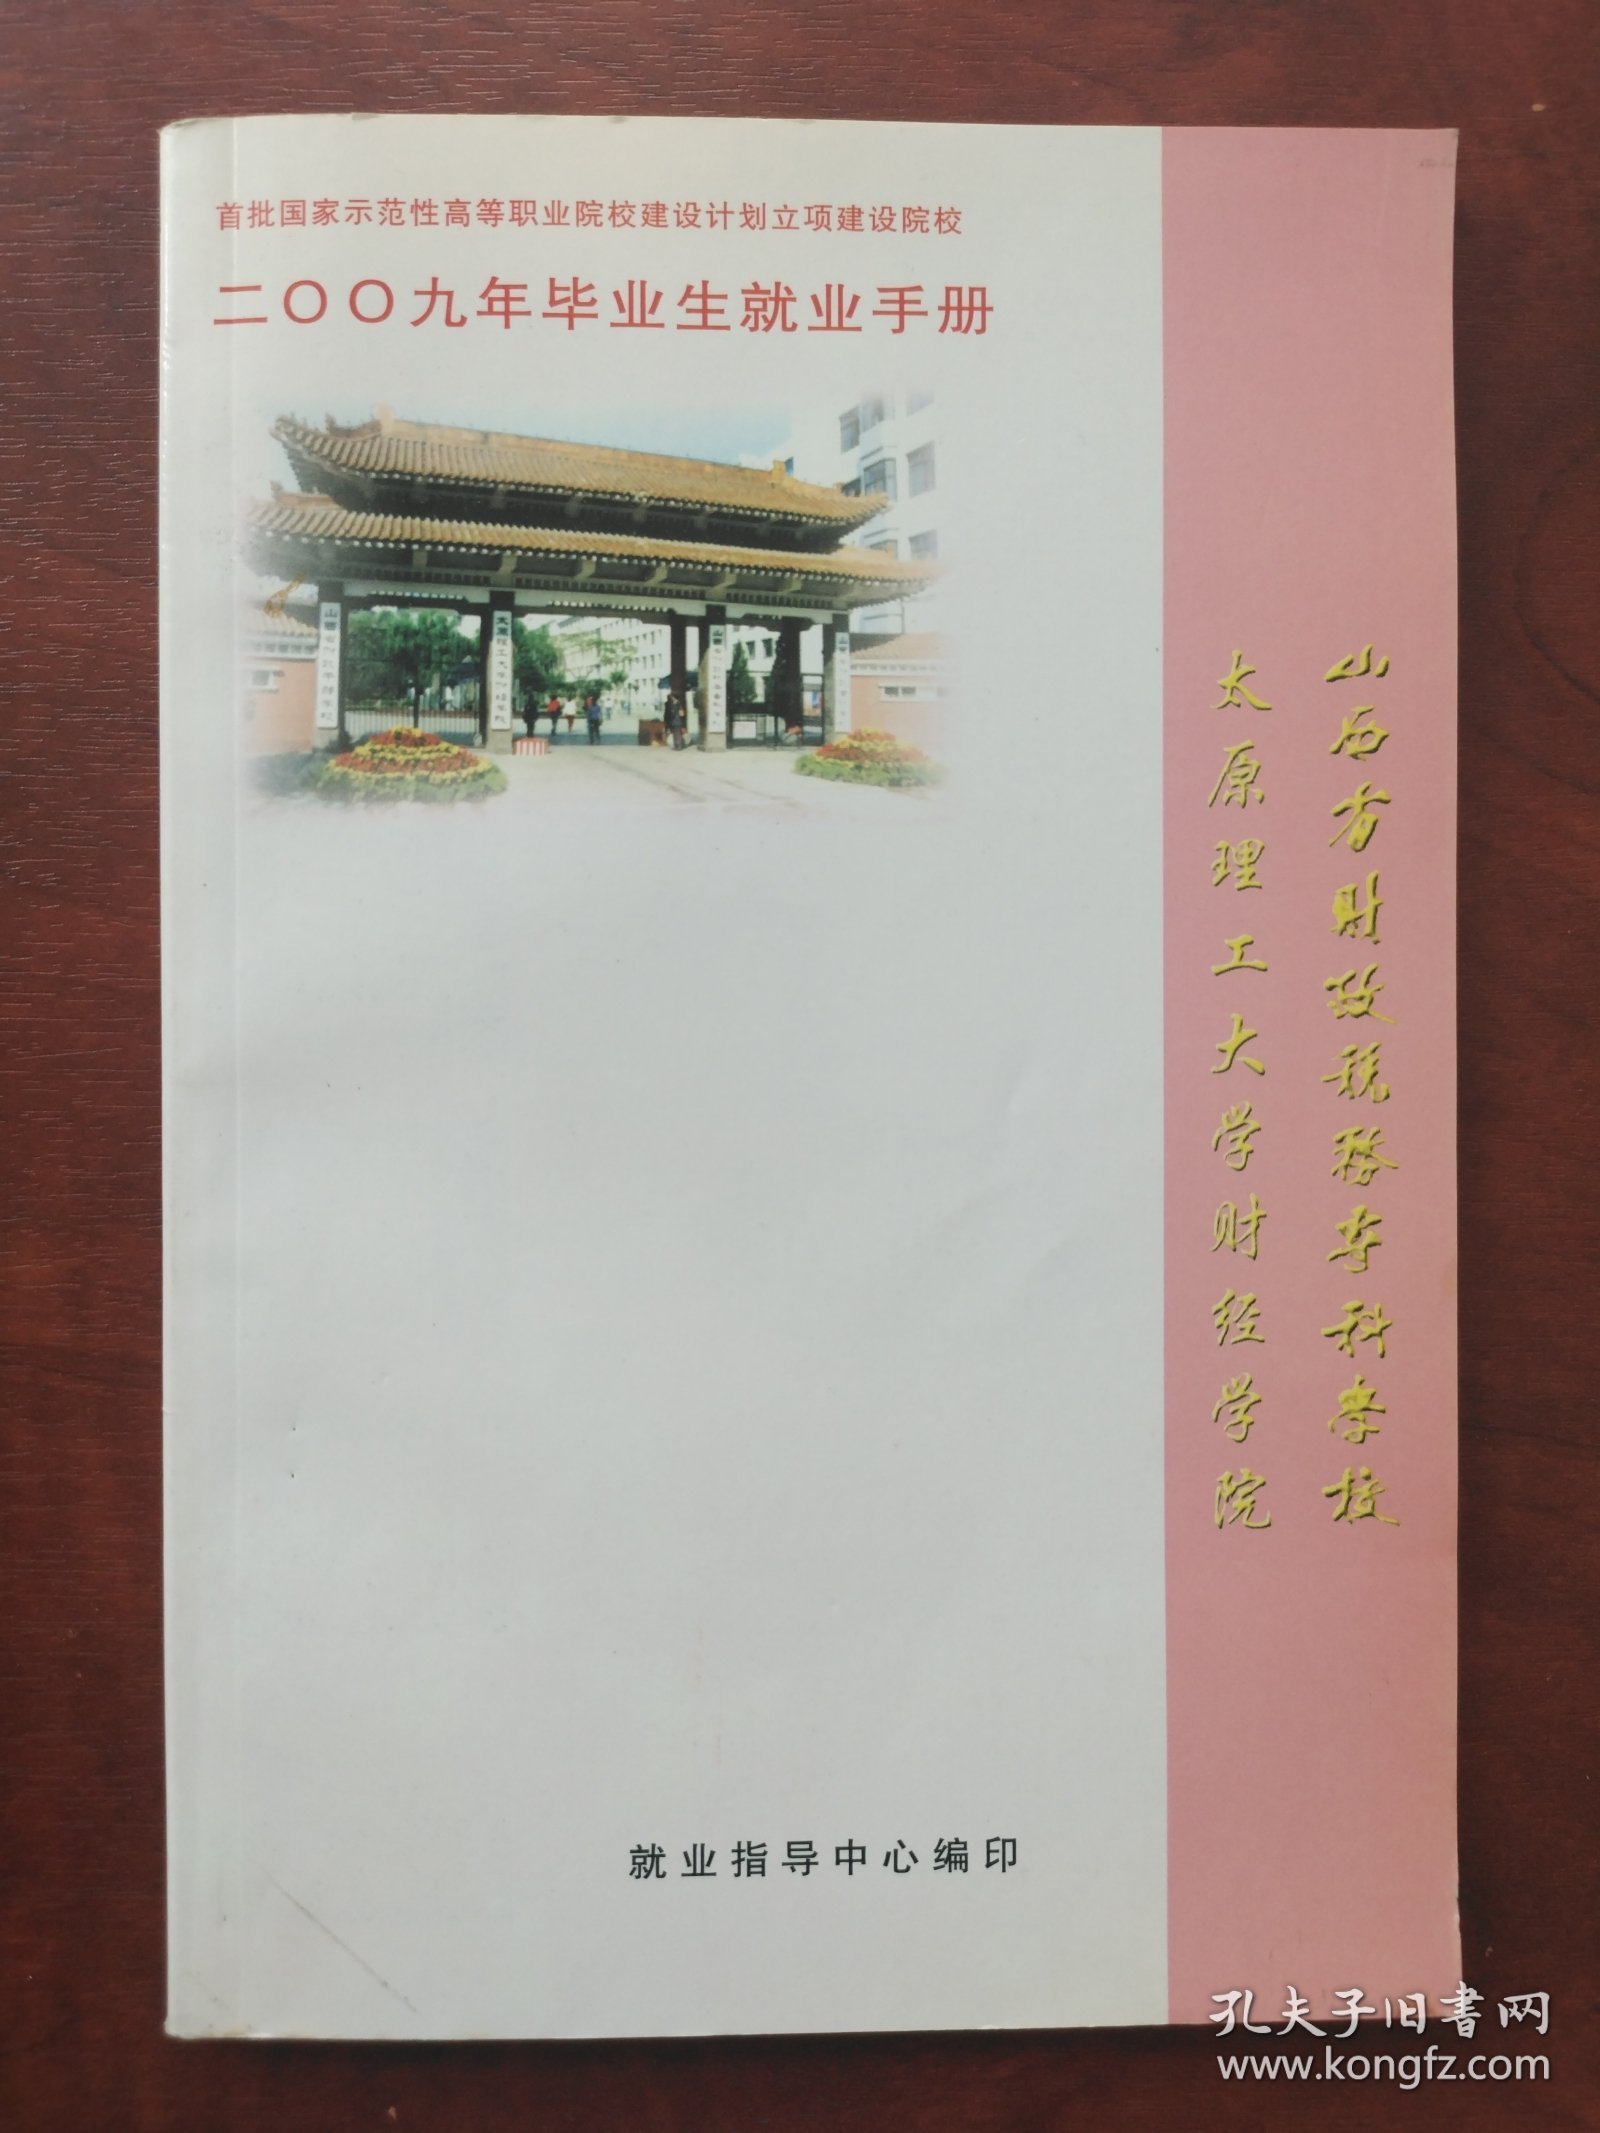 首批国家示范性高等职业院校建设计划立项建设院校
二〇〇九年毕业生就业手册
山西省财政税务专科学校
太原理工大学财经学院
就业指导中心编印
孔夫子旧书网
www.kongfz.com